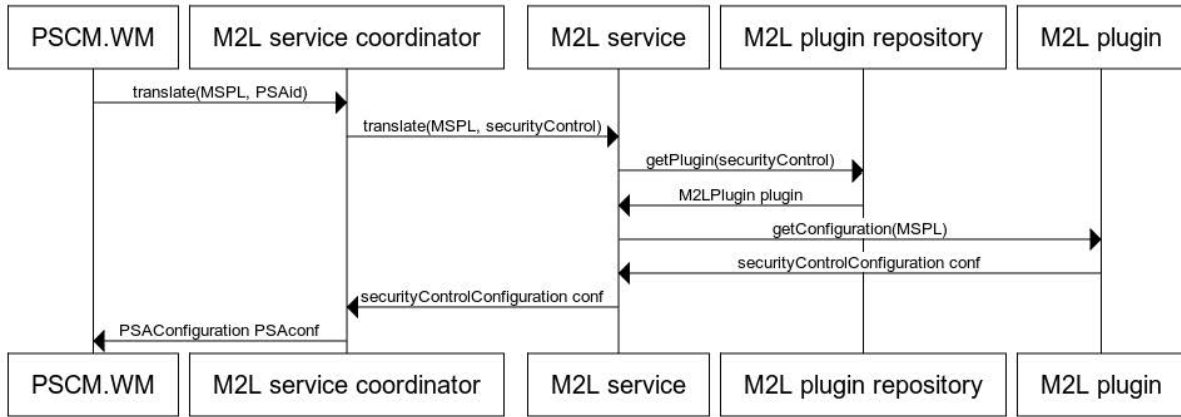 PSCM.WM
M2L service coordinator
M2L service
M2L plugin repository
M2L plugin
translate(MSPL, PSAid)
translate(MSPL, securityControl)
getPlugin(securityControl)
M2LPlugin plugin
getConfiguration(MSPL)
securityControlConfiguration conf
securityControlConfiguration conf
PSAConfiguration PSAconf
PSCM.WM
M2L service coordinator
M2L service
M2L plugin repository
M2L plugin